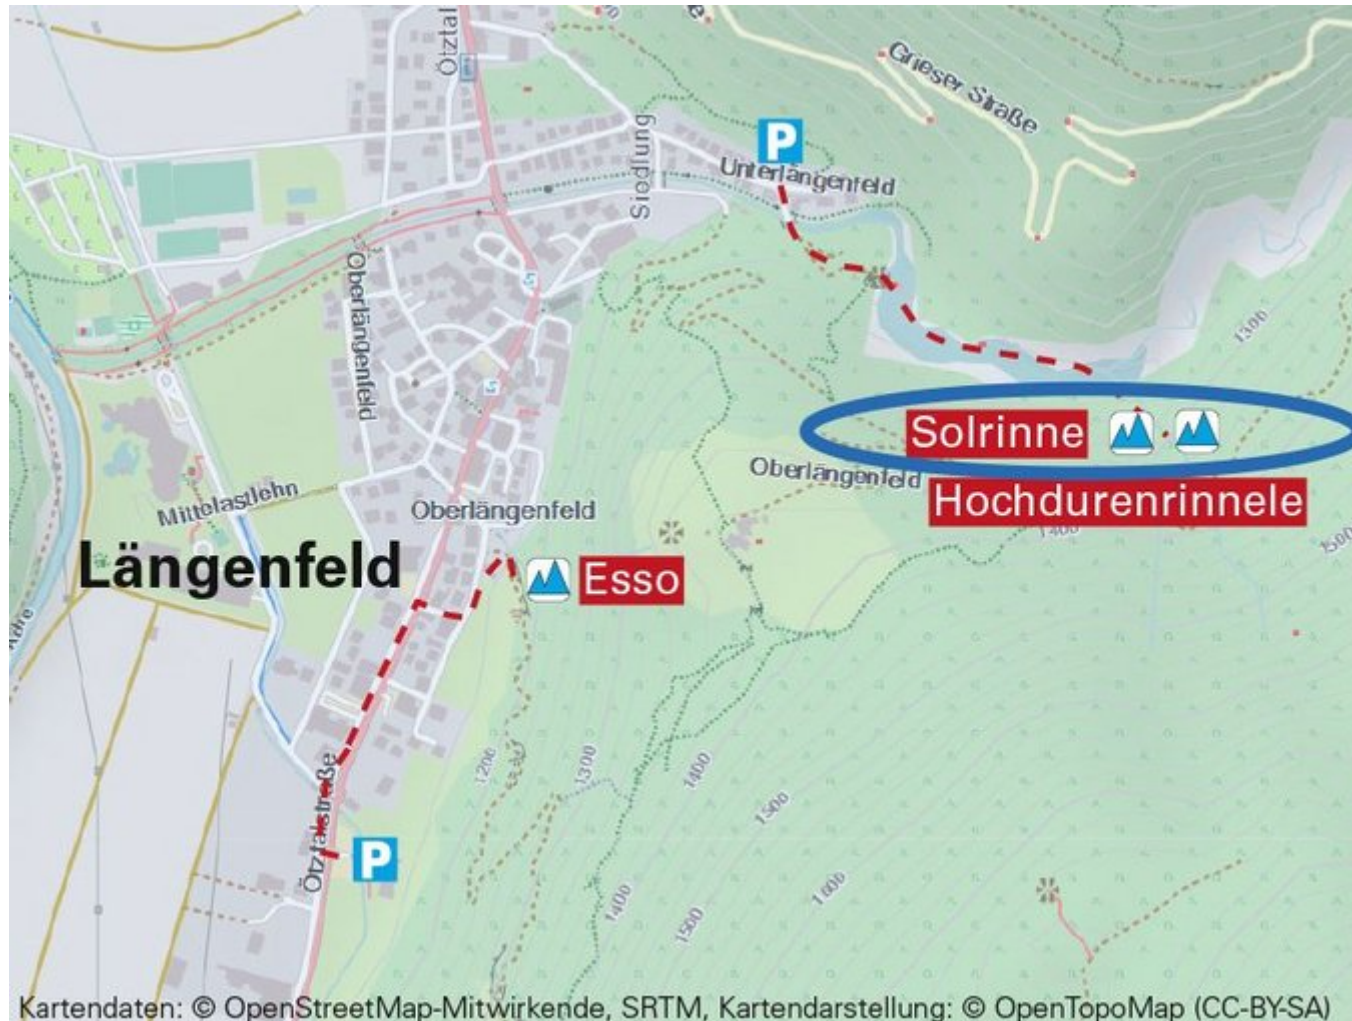 Ötztal
Grieser Straße
P
Siedlung
Unterlängenfeld
Oberlängenfeld
1300
Solrinne
Oberlängenfeld
Hochdurenrinnele
1400
1500
Mittelastlehn
Oberlängenfeld
Längenfeld
Esso
Ache
1200
1300
1400
1500
1600
Ötztalstraße
P
1400
1500
Kartendaten: © OpenStreetMap-Mitwirkende, SRTM, Kartendarstellung: © OpenTopoMap (CC-BY-SA)